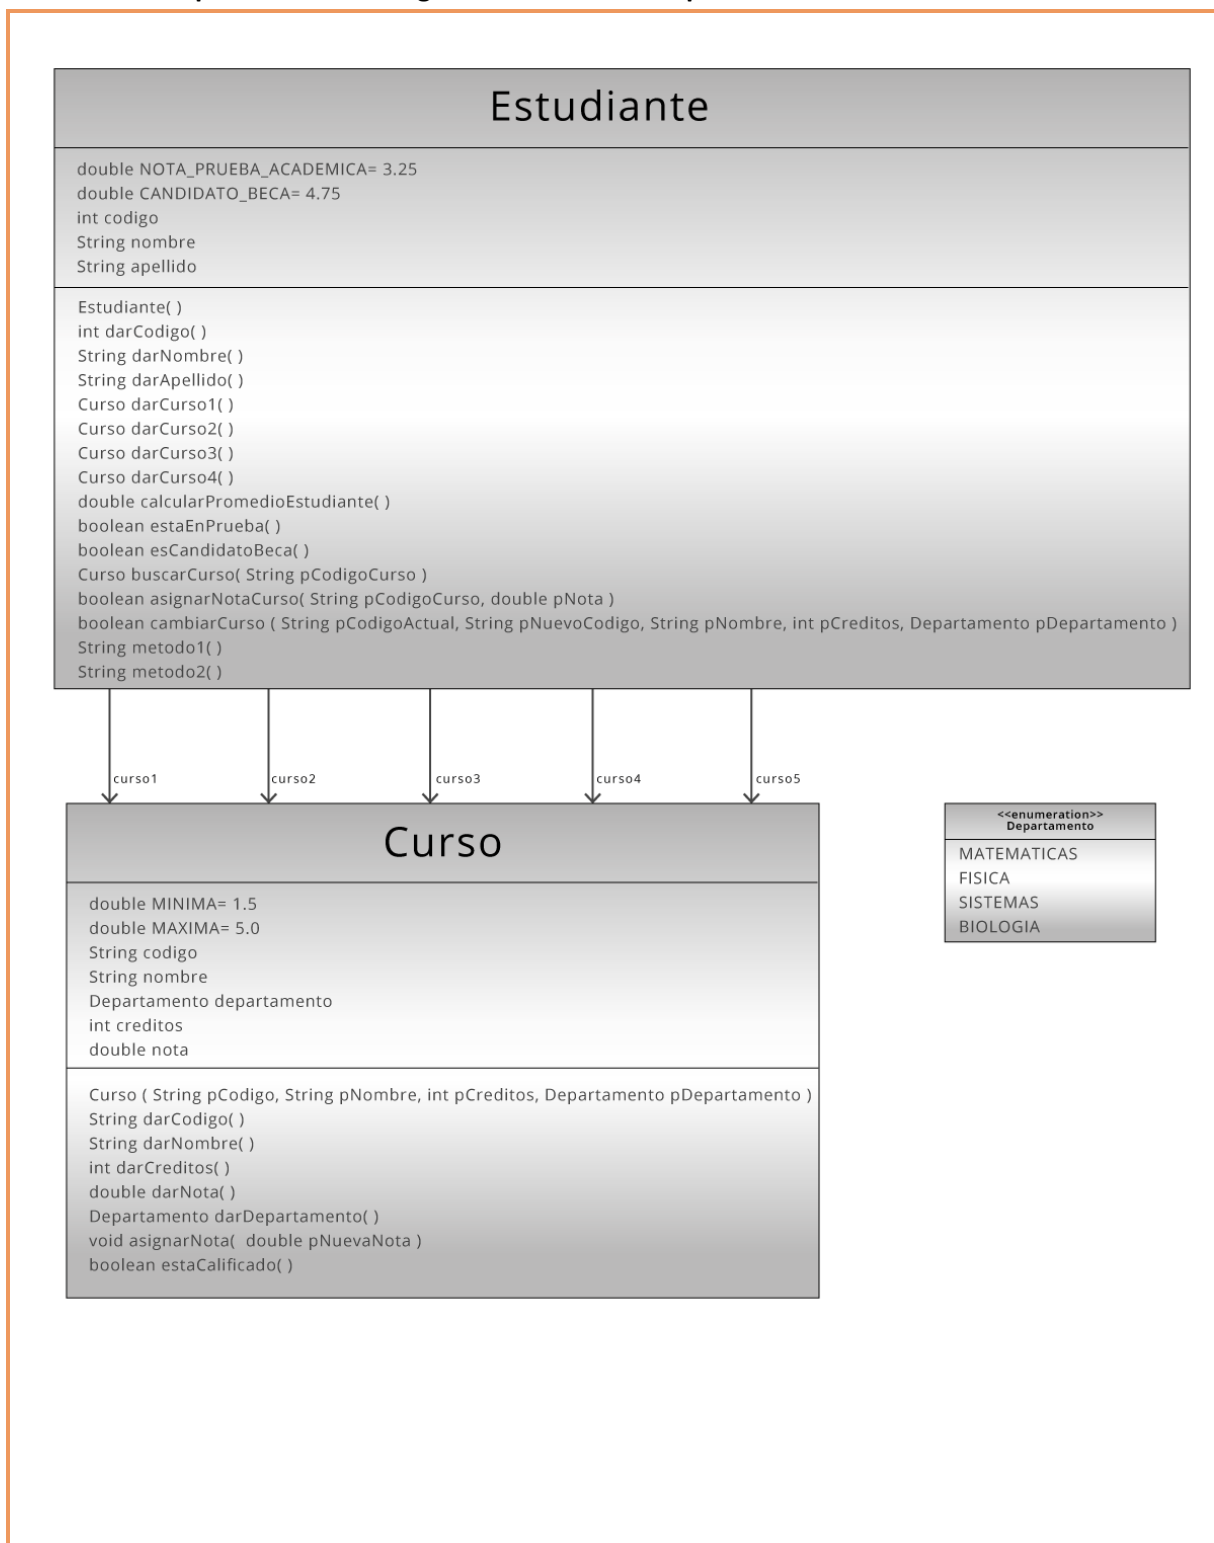 Estudiante
double NOTA_PRUEBA_ACADEMICA= 3.25
double CANDIDATO_BECA= 4.75
int codigo
String nombre
String apellido
Estudiante( )
int darCodigo( )
String darNombre( )
String darApellido( )
Curso darCurso1( )
Curso darCurso2( )
Curso darCurso3( )
Curso darCurso4( )
double calcularPromedioEstudiante( )
boolean estaEnPrueba( )
boolean esCandidatoBeca( )
Curso buscarCurso( String pCodigoCurso )
boolean asignarNotaCurso( String pCodigoCurso, double pNota )
boolean cambiarCurso ( String pCodigoActual, String pNuevoCodigo, String pNombre, int pCreditos, Departamento pDepartamento )
String metodo1( )
String metodo2( )
curso1
curso2
curso3
curso4
curso5
Curso
double MINIMA= 1.5
double MAXIMA= 5.0
String codigo
String nombre
Departamento departamento
int creditos
double nota
Curso ( String pCodigo, String pNombre, int pCreditos, Departamento pDepartamento )
String darCodigo( )
String darNombre( )
int darCreditos( )
double darNota( )
Departamento darDepartamento( )
void asignarNota(  double pNuevaNota )
boolean estaCalificado( )
<<enumeration>>
Departamento
MATEMATICAS
FISICA
SISTEMAS
BIOLOGIA